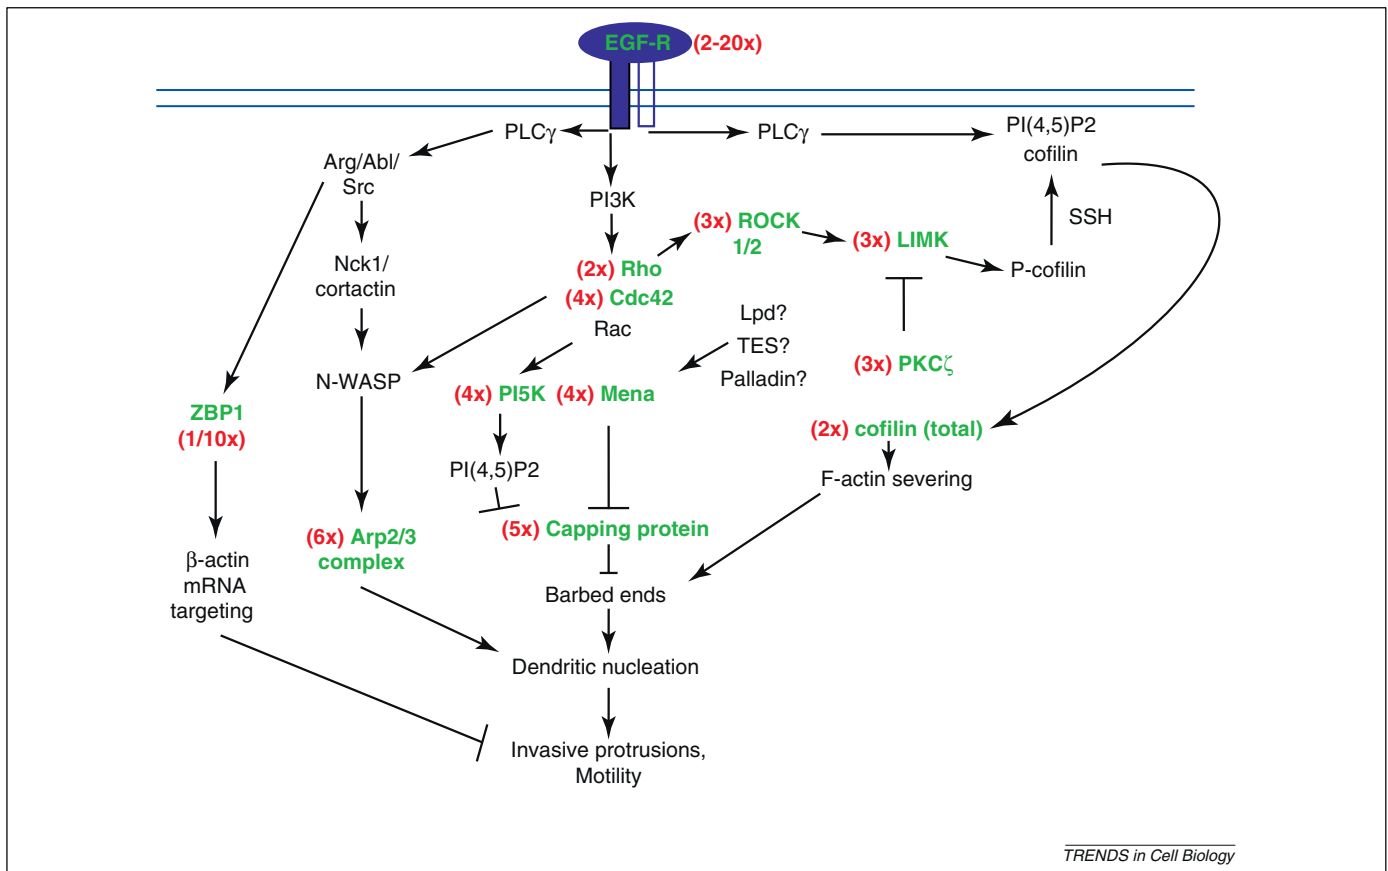 EGF-R (2-20x)
PLCγ
PLCγ
PI(4,5)P2
cofilin
Arg/Abl/
Src
PI3K
SSH
(3x) ROCK
1/2
(3x) LIMK
P-cofilin
Nck1/
cortactin
(2x) Rho
(4x) Cdc42
Rac
Lpd?
TES?
Palladin?
(3x) PKCζ
N-WASP
(4x) PI5K
(4x) Mena
ZBP1
(1/10x)
(2x) cofilin (total)
PI(4,5)P2
F-actin severing
(6x) Arp2/3
complex
(5x) Capping protein
β-actin
mRNA
targeting
Barbed ends
Dendritic nucleation
Invasive protrusions,
Motility
TRENDS in Cell Biology